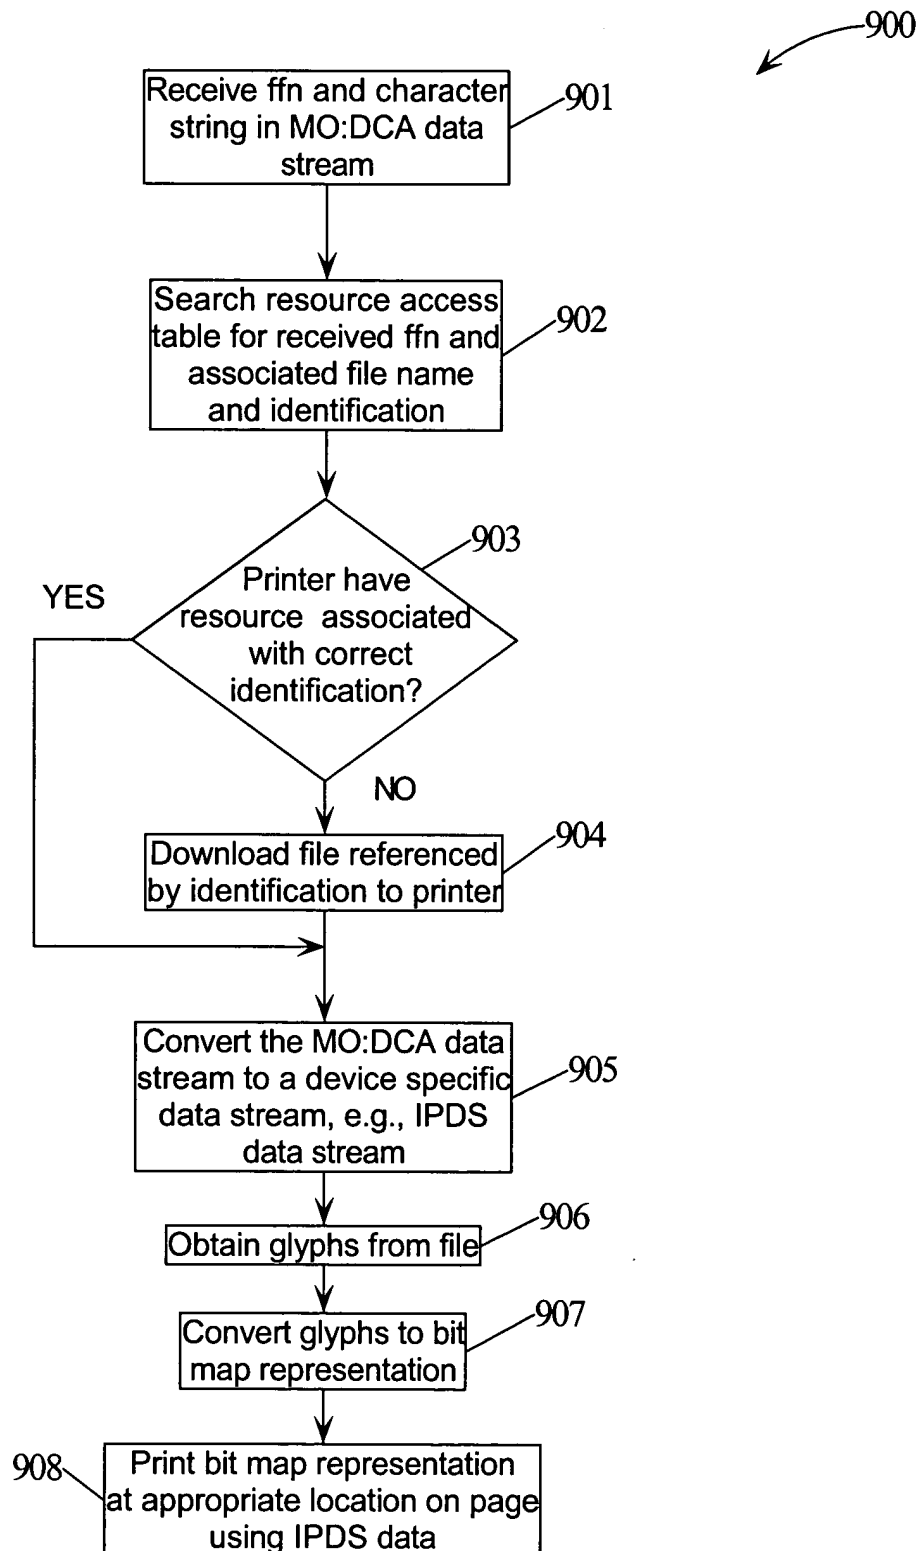 900
Receive ffn and character
string in MO:DCA data
stream
901
Search resource access
table for received ffn and
associated file name
and identification
902
903
Printer have
resource associated
with correct
identification?
YES
NO
Download file referenced
by identification to printer
904
Convert the MO:DCA data
stream to a device specific
data stream, e.g., IPDS
data stream
905
906
Obtain glyphs from file
Convert glyphs to bit
map representation
907
908
Print bit map representation
at appropriate location on page
using IPDS data